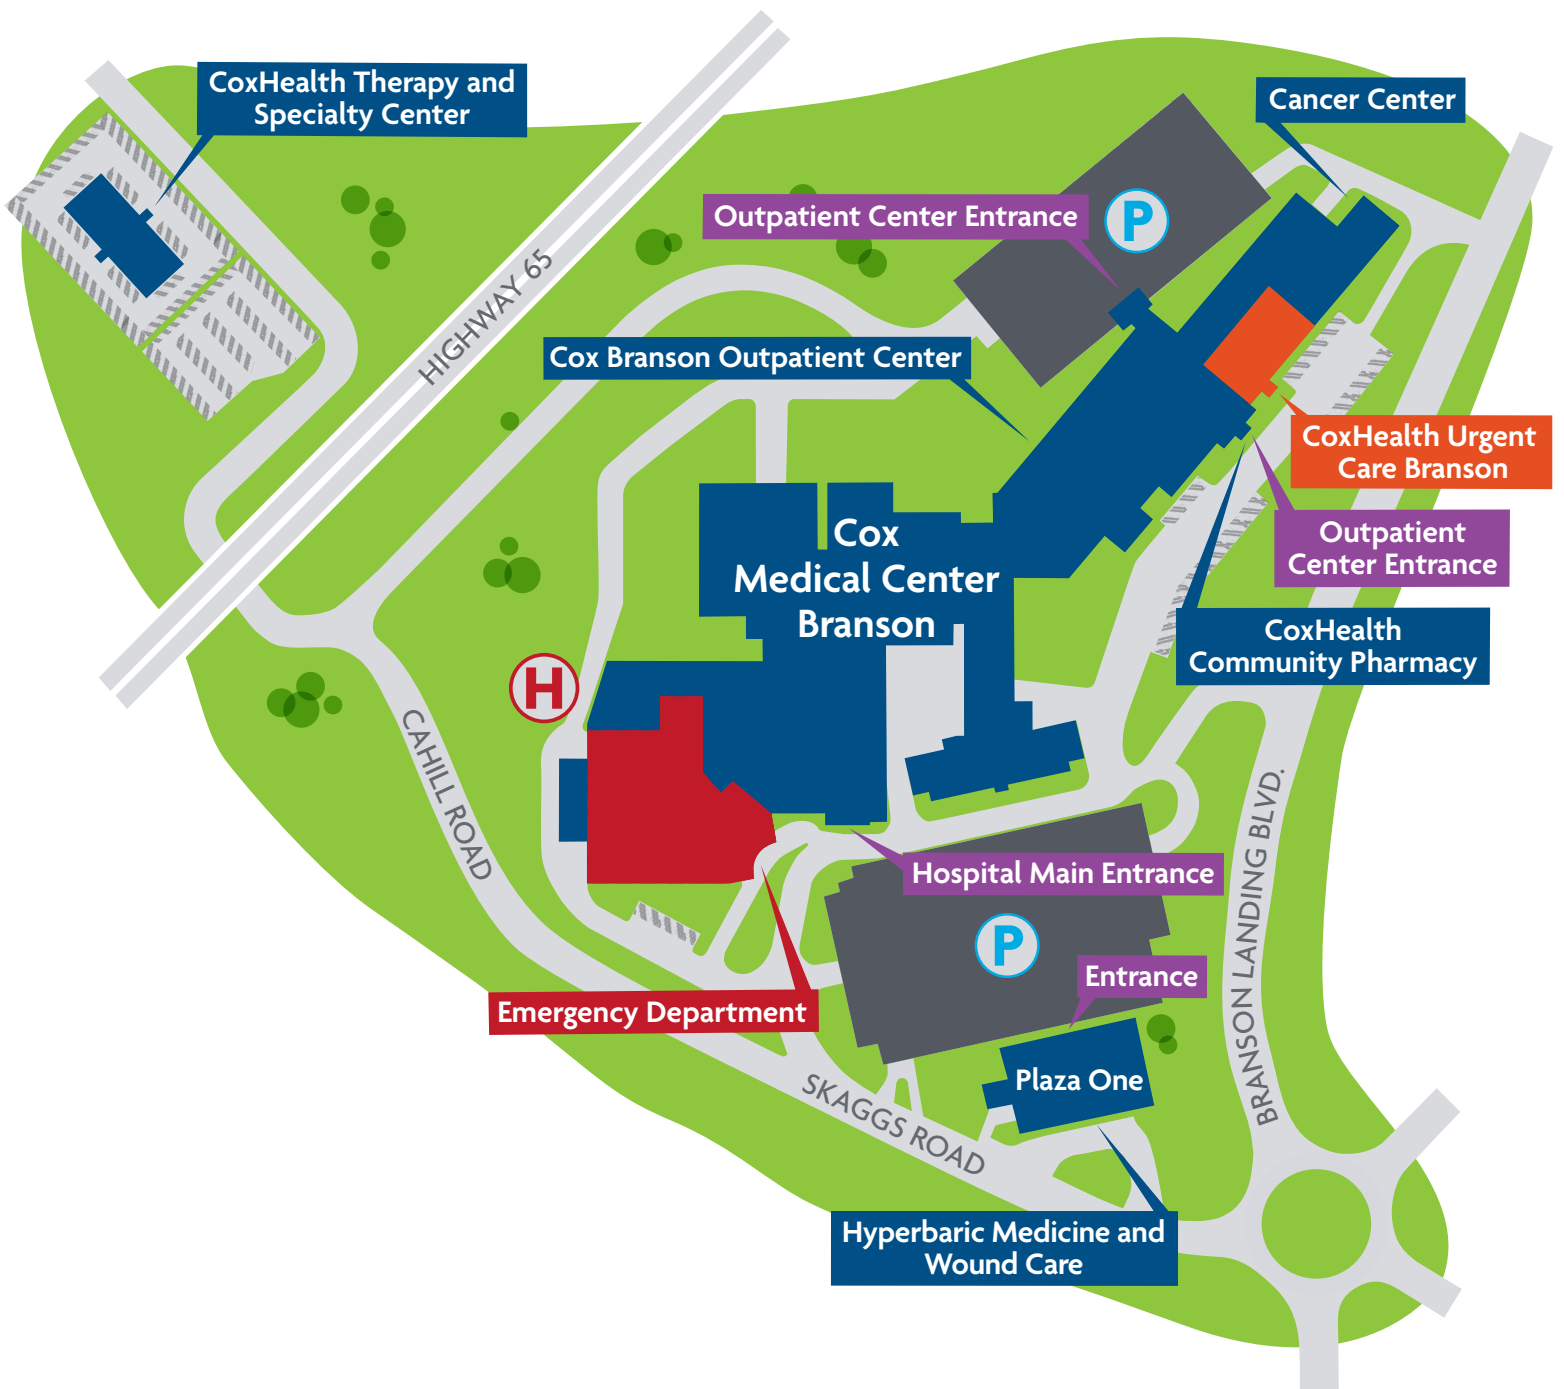 CoxHealth Therapy and
Specialty Center
Cancer Center
Outpatient Center Entrance
P
HIGHWAY 65
Cox Branson Outpatient Center
CoxHealth Urgent
Care Branson
Outpatient
Center Entrance
Cox
Medical Center
Branson
CoxHealth
Community Pharmacy
H
CAHILL ROAD
BRANSON LANDING BLVD.
Hospital Main Entrance
P
Entrance
Emergency Department
Plaza One
SKAGGS ROAD
Hyperbaric Medicine and
Wound Care